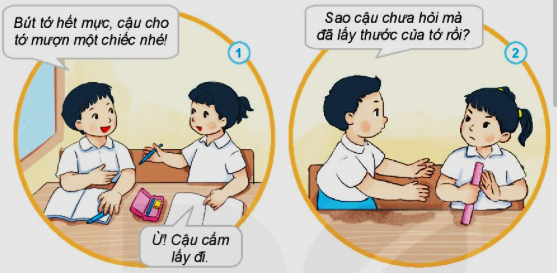 Bút tớ hết mực, cậu cho
tớ mượn một chiếc nhé!
1
Ừ! Cậu cầm
lấy đi.
Sao cậu chưa hỏi mà
đã lấy thước của tớ rồi?
2